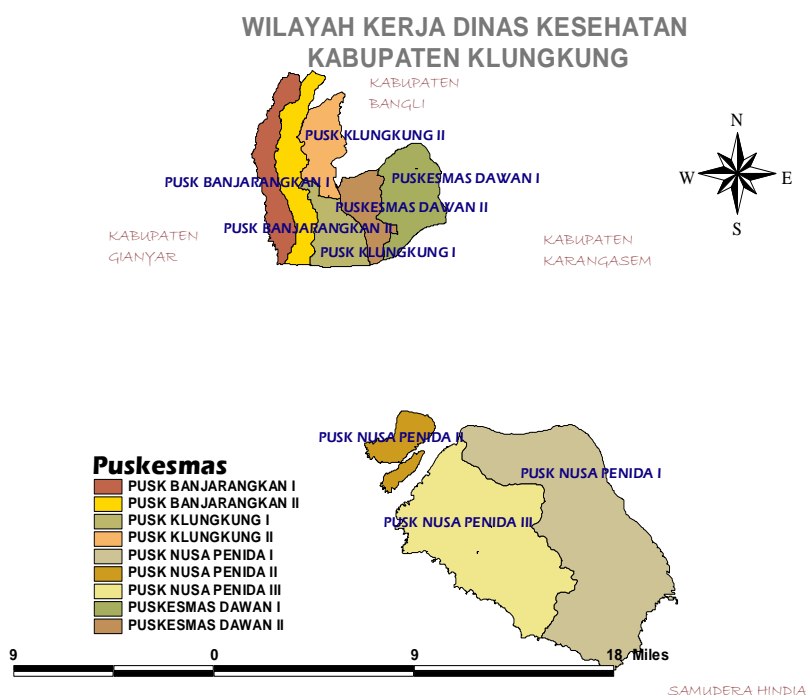 WILAYAH KERJA DINAS KESEHATAN
KABUPATEN KLUNGKUNG
KABUPATEN
BANGLI
PUSK KLUNGKUNG II
PUSK BANJARANGKAN I
PUSKESMAS DAWAN I
PUSKESMAS DAWAN II
PUSK BANJARANGKAN II
PUSK KLUNGKUNG I
KABUPATEN
GIANYAR
KABUPATEN
KARANGASEM
N
W
E
S
PUSK NUSA PENIDA II
PUSK NUSA PENIDA I
PUSK NUSA PENIDA III
Puskesmas
PUSK BANJARANGKAN I
PUSK BANJARANGKAN II
PUSK KLUNGKUNG I
PUSK KLUNGKUNG II
PUSK NUSA PENIDA I
PUSK NUSA PENIDA II
PUSK NUSA PENIDA III
PUSKESMAS DAWAN I
PUSKESMAS DAWAN II
9 0 9 18 Miles
SAMUDERA HINDIA